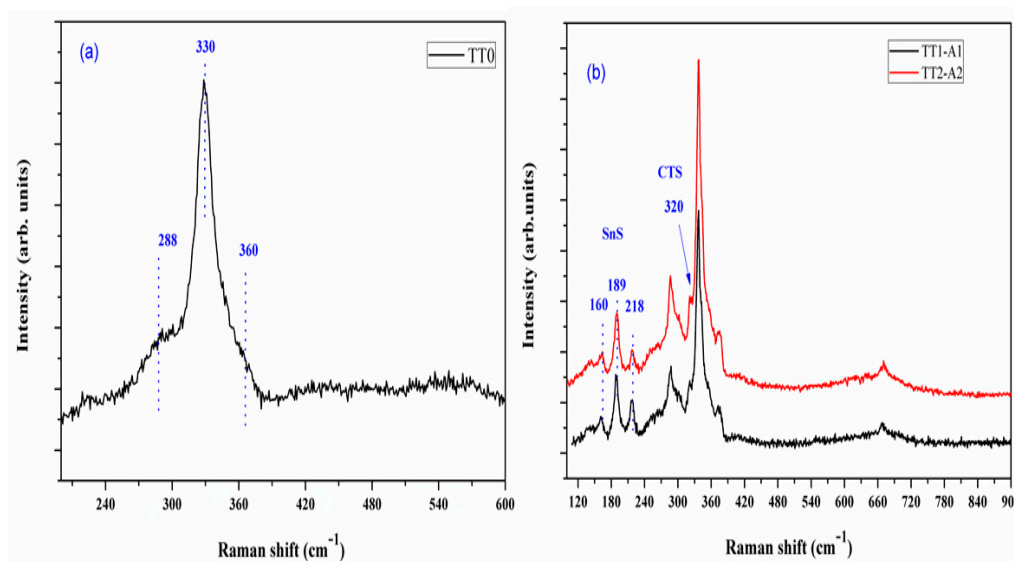 (a)
330
288
360
TT0
Intensity (arb. units)
240 300 360 420 480 540 600
Raman shift (cm⁻¹)
(b)
TT1-A1
TT2-A2
CTS
320
SnS
189
160
218
Intensity (arb. units)
120 180 240 300 360 420 480 540 600 660 720 780 840 90
Raman shift (cm⁻¹)